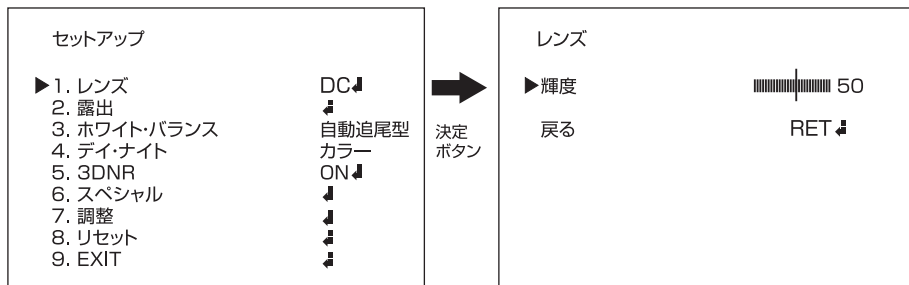 セットアップ
▶1. レンズ DC↲
2. 露出 ↲
3. ホワイト・バランス 自動追尾型
4. デイ・ナイト カラー
5. 3DNR ON↲
6. スペシャル ↲
7. 調整 ↲
8. リセット ↲
9. EXIT ↲
決定
ボタン
レンズ
▶輝度 50
戻る RET↲